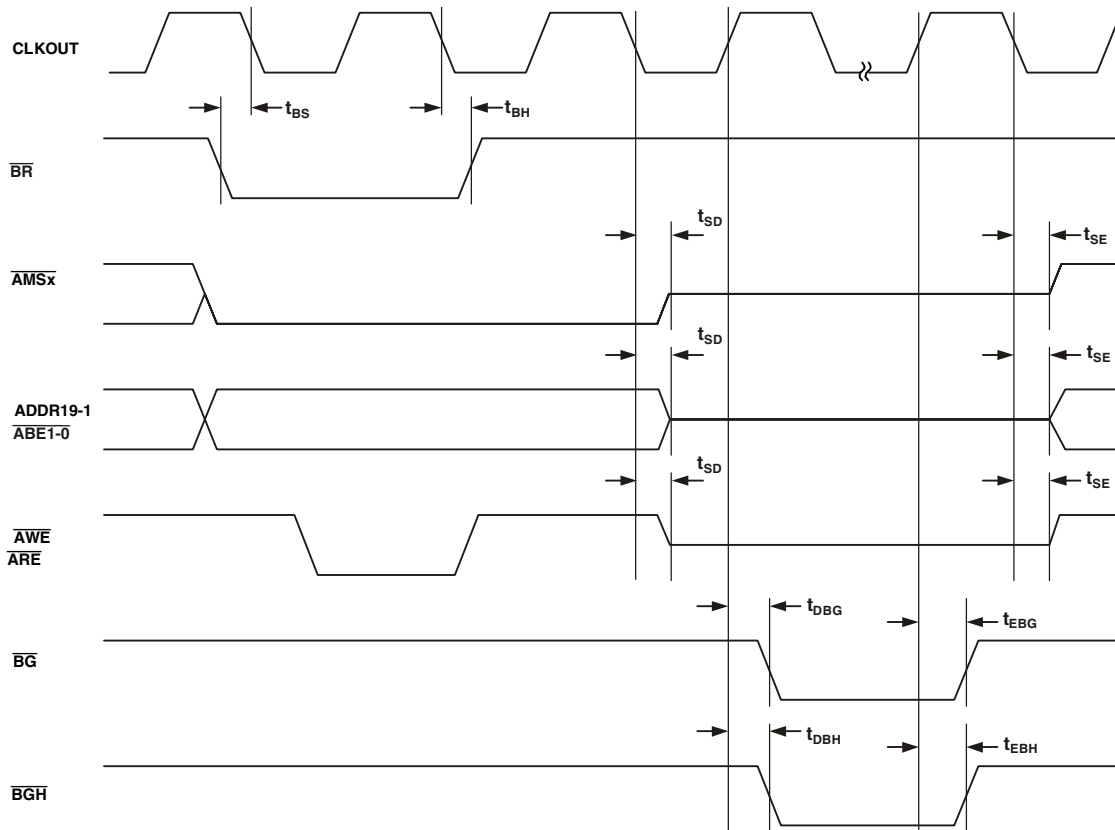 CLKOUT
tBS
tBH
BR
tSD
tSE
AMSx
tSD
tSE
ADDR19-1
ABE1-0
tSD
tSE
AWE
ARE
tDBG
tEBG
BG
tDBH
tEBH
BGH